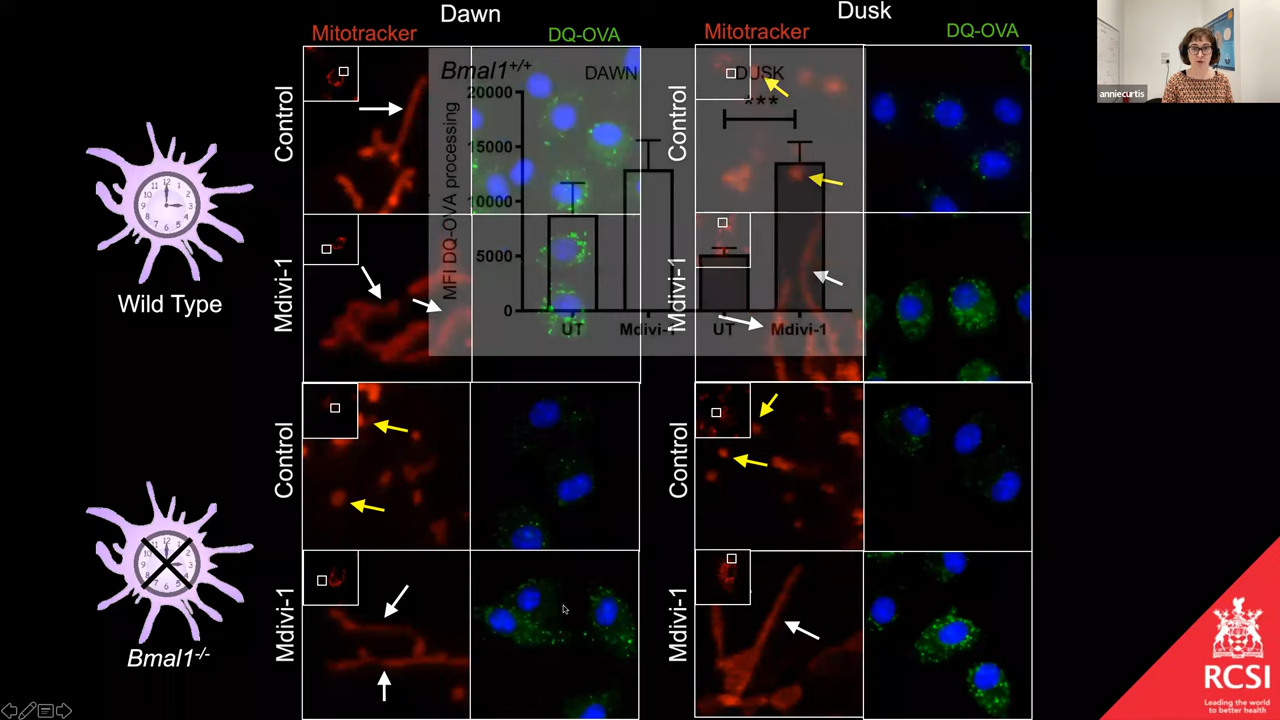 Dawn
Dusk
Mitotracker
DQ-OVA
Mitotracker
DQ-OVA
anniecurtis
Bmal1+/+
DAWN
DUSK
***
Control
Control
MFI DQ-OVA processing
20000
15000
10000
5000
0
UT
Mdivi-1
UT
Mdivi-1
Mdivi-1
Mdivi-1
Wild Type
Control
Control
Mdivi-1
Mdivi-1
Bmal1-/-
RCSI
Leading the world
to better health